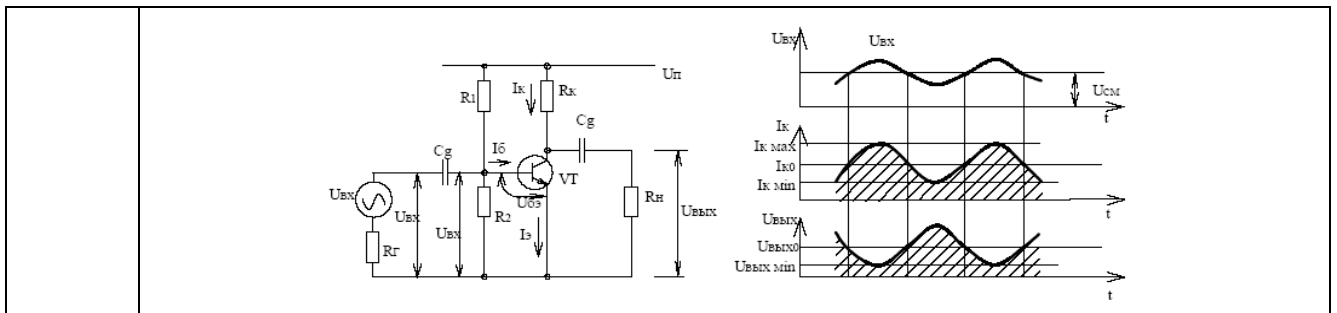 Uп
R1
Iк
Rк
Cg
Cg
Iб
VT
Uбэ
Uвх
Uвх
Uвх
R2
Iэ
Rн
Uвых
Rг
Uвх
Uвх
Uсм
t
Iк
Iк мах
Iк0
Iк min
t
Uвых
Uвых0
Uвых min
t